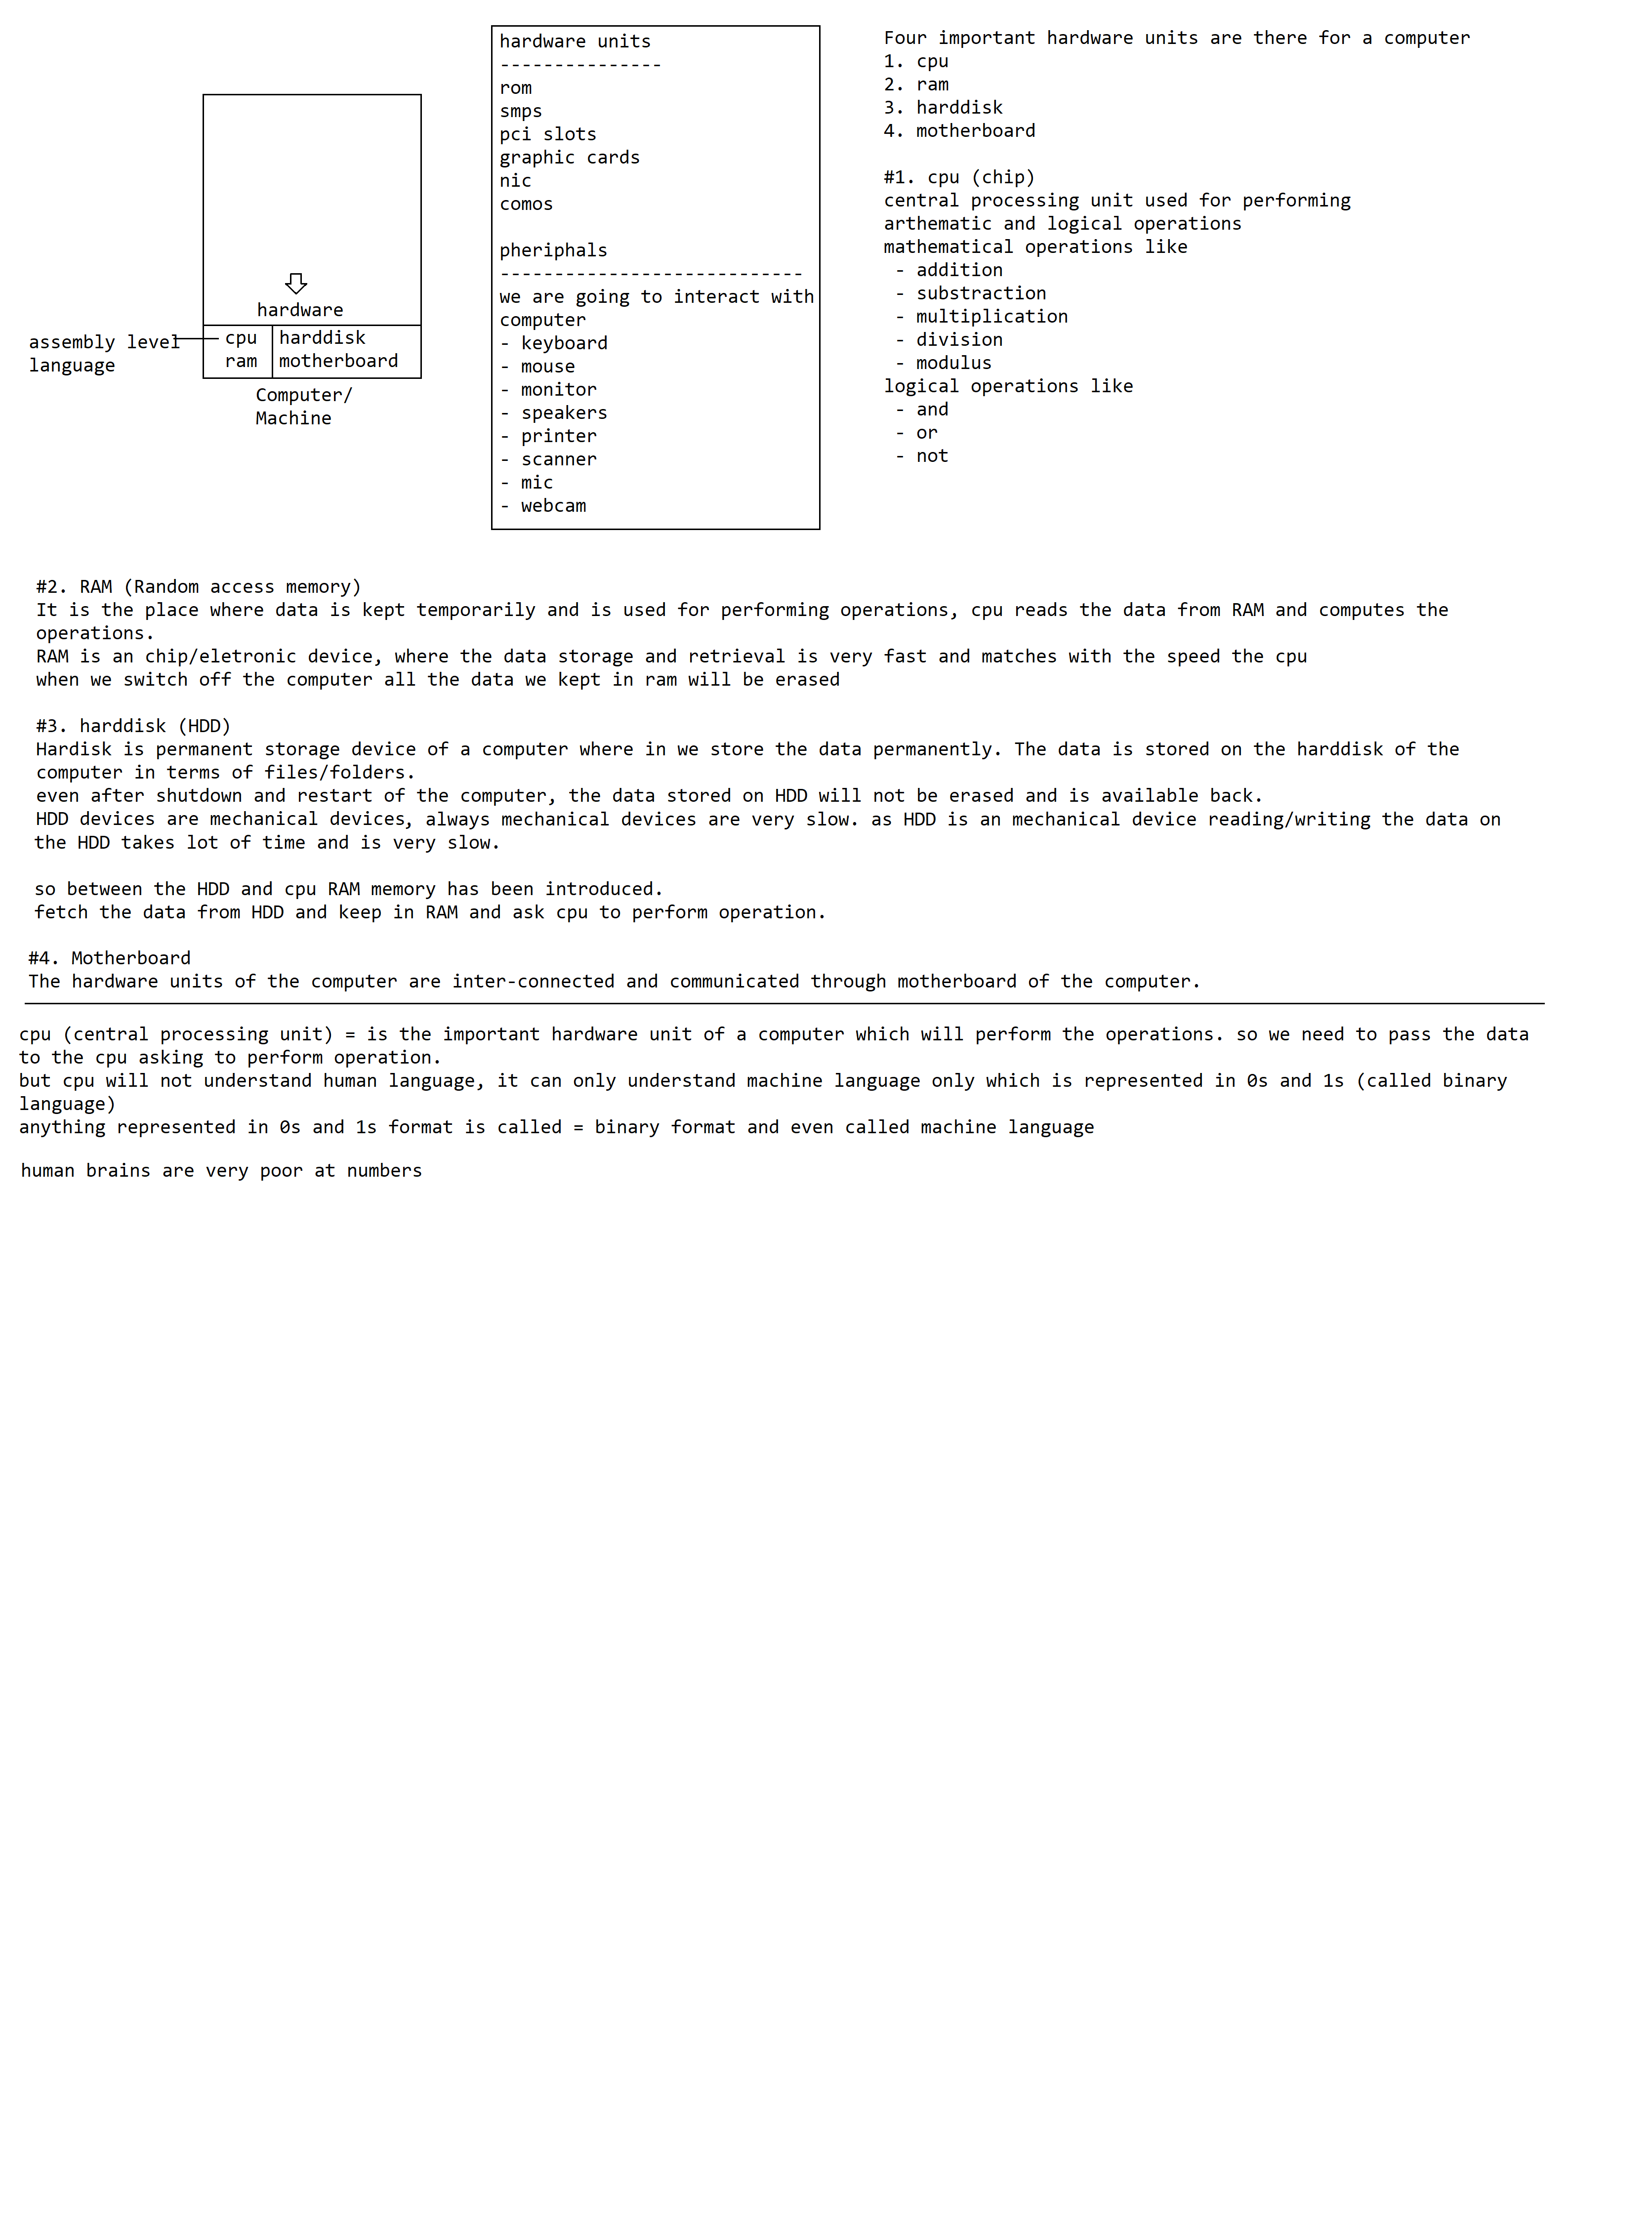 hardware
assembly level
language
cpu
ram
harddisk
motherboard
Computer/
Machine
hardware units
---------------
rom
smps
pci slots
graphic cards
nic
comos
pheriphals
----------------------------
we are going to interact with
computer
- keyboard
- mouse
- monitor
- speakers
- printer
- scanner
- mic
- webcam
Four important hardware units are there for a computer
1. cpu
2. ram
3. harddisk
4. motherboard
#1. cpu (chip)
central processing unit used for performing
arthematic and logical operations
mathematical operations like
- addition
- substraction
- multiplication
- division
- modulus
logical operations like
- and
- or
- not
#2. RAM (Random access memory)
It is the place where data is kept temporarily and is used for performing operations, cpu reads the data from RAM and computes the
operations.
RAM is an chip/eletronic device, where the data storage and retrieval is very fast and matches with the speed the cpu
when we switch off the computer all the data we kept in ram will be erased
#3. harddisk (HDD)
Hardisk is permanent storage device of a computer where in we store the data permanently. The data is stored on the harddisk of the
computer in terms of files/folders.
even after shutdown and restart of the computer, the data stored on HDD will not be erased and is available back.
HDD devices are mechanical devices, always mechanical devices are very slow. as HDD is an mechanical device reading/writing the data on
the HDD takes lot of time and is very slow.
so between the HDD and cpu RAM memory has been introduced.
fetch the data from HDD and keep in RAM and ask cpu to perform operation.
#4. Motherboard
The hardware units of the computer are inter-connected and communicated through motherboard of the computer.
cpu (central processing unit) = is the important hardware unit of a computer which will perform the operations. so we need to pass the data
to the cpu asking to perform operation.
but cpu will not understand human language, it can only understand machine language only which is represented in 0s and 1s (called binary
language)
anything represented in 0s and 1s format is called = binary format and even called machine language
human brains are very poor at numbers